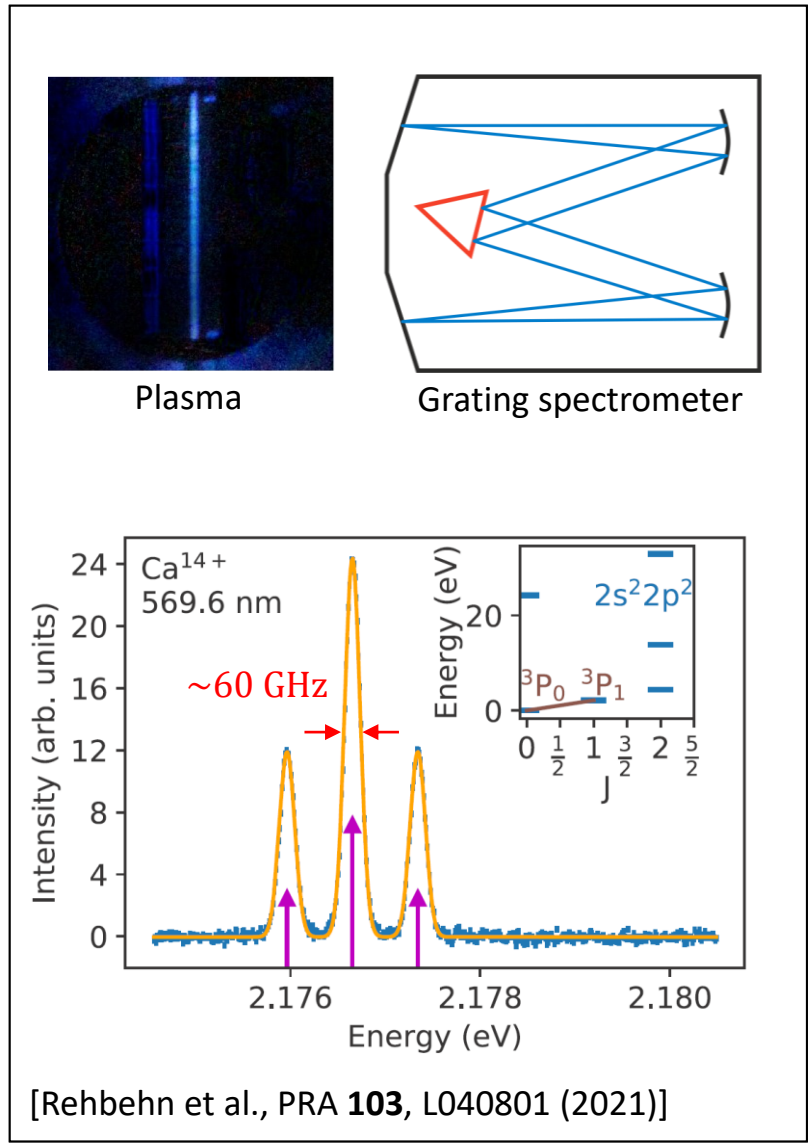 Plasma
Grating spectrometer
Intensity (arb. units)
24
20
16
12
8
4
0
Ca¹⁴⁺
569.6 nm
~60 GHz
Energy (eV)
20
0
2s²2p²
³P₀
³P₁
0 1/2 1 3/2 2 5/2
J
2.176 2.178 2.180
Energy (eV)
[Rehbehn et al., PRA 103, L040801 (2021)]